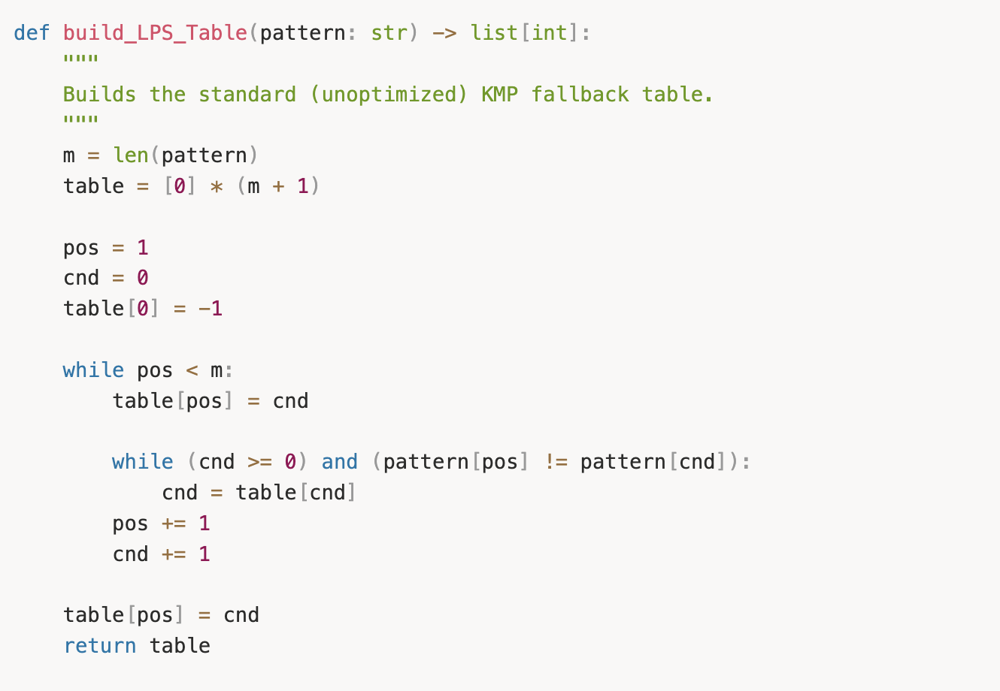 def build_LPS_Table(pattern: str) -> list[int]:
    """
    Builds the standard (unoptimized) KMP fallback table.
    """
    m = len(pattern)
    table = [0] * (m + 1)

    pos = 1
    cnd = 0
    table[0] = -1

    while pos < m:
        table[pos] = cnd

        while (cnd >= 0) and (pattern[pos] != pattern[cnd]):
            cnd = table[cnd]
        pos += 1
        cnd += 1

    table[pos] = cnd
    return table